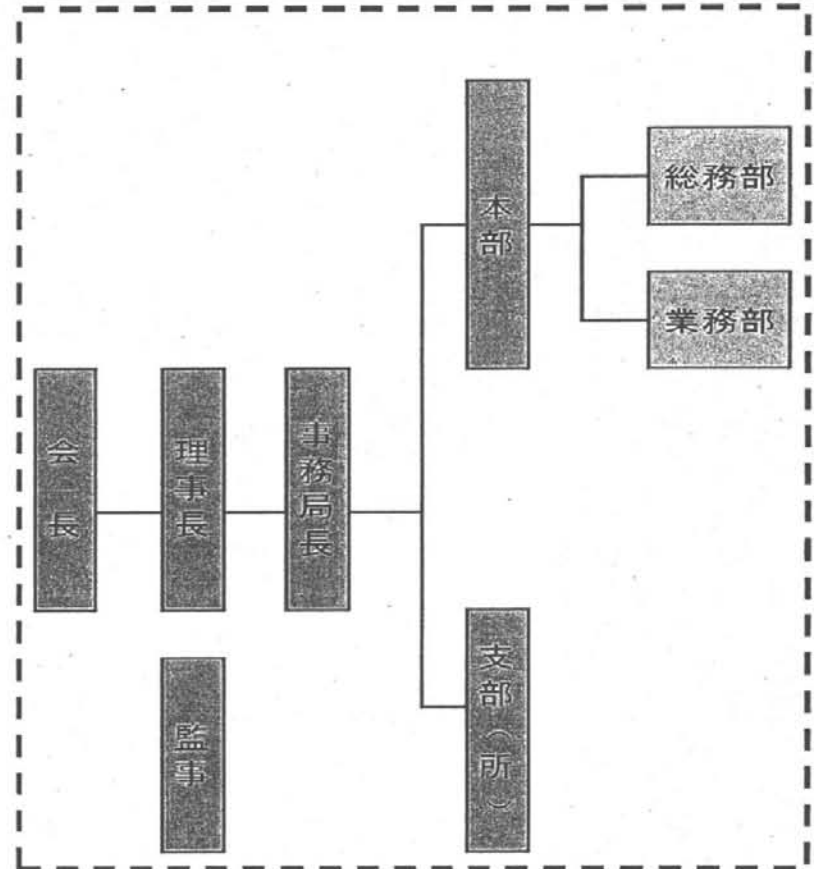 会長
理事長
事務局長
監事
本部
支部（所）
総務部
業務部